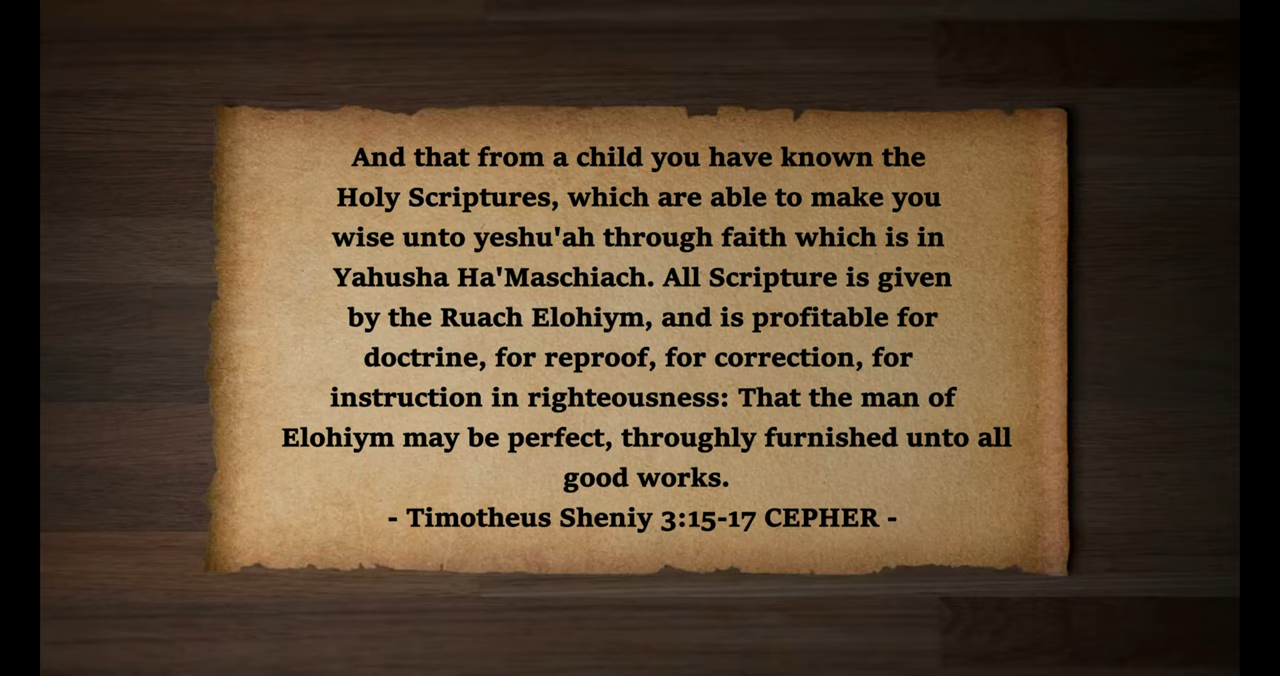 And that from a child you have known the
Holy Scriptures, which are able to make you
wise unto yeshu'ah through faith which is in
Yahusha Ha'Maschiach. All Scripture is given
by the Ruach Elohiym, and is profitable for
doctrine, for reproof, for correction, for
instruction in righteousness: That the man of
Elohiym may be perfect, throughly furnished unto all
good works.
- Timotheus Sheniy 3:15-17 CEPHER -